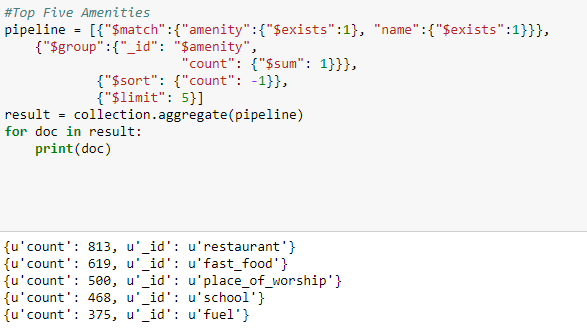 #Top Five Amenities
pipeline = [{"$match":{"amenity":{"$exists":1}, "name":{"$exists":1}}},
    {"$group":{"_id": "$amenity",
                       "count": {"$sum": 1}}},
            {"$sort": {"count": -1}},
            {"$limit": 5}]
result = collection.aggregate(pipeline)
for doc in result:
    print(doc)
{u'count': 813, u'_id': u'restaurant'}
{u'count': 619, u'_id': u'fast_food'}
{u'count': 500, u'_id': u'place_of_worship'}
{u'count': 468, u'_id': u'school'}
{u'count': 375, u'_id': u'fuel'}